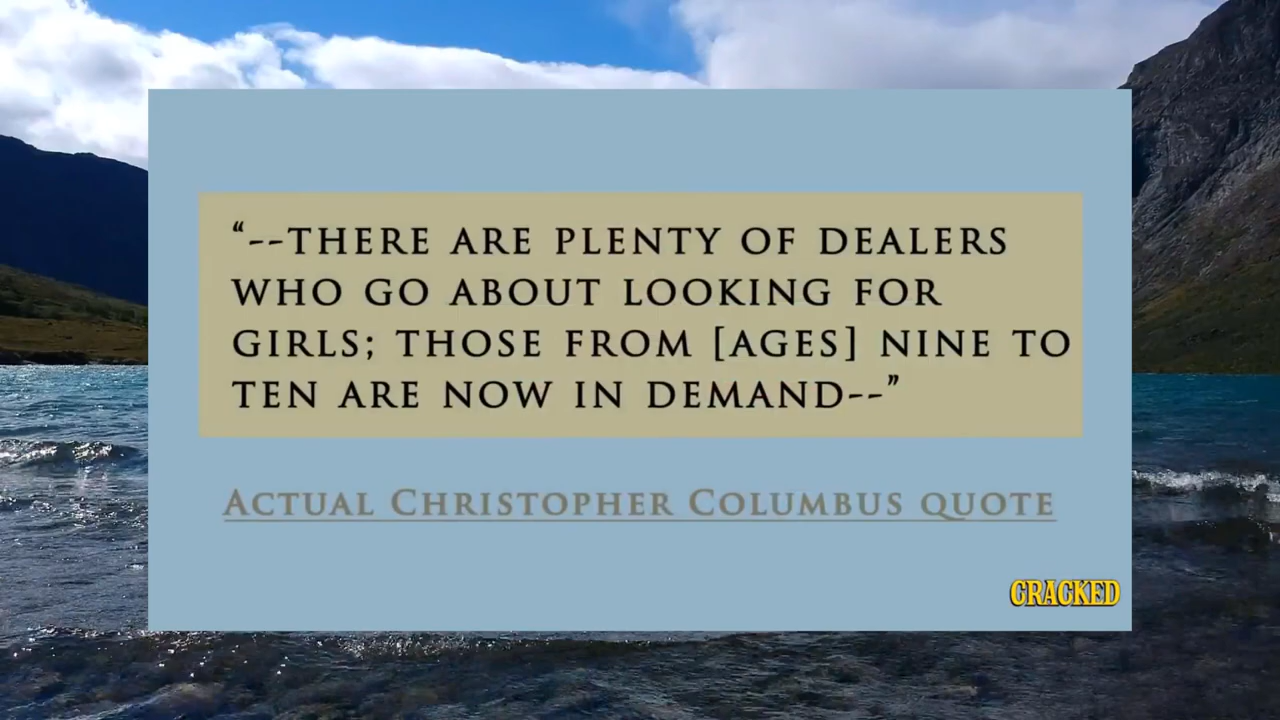 “--THERE ARE PLENTY OF DEALERS
WHO GO ABOUT LOOKING FOR
GIRLS; THOSE FROM [AGES] NINE TO
TEN ARE NOW IN DEMAND--”
ACTUAL CHRISTOPHER COLUMBUS QUOTE
CRACKED